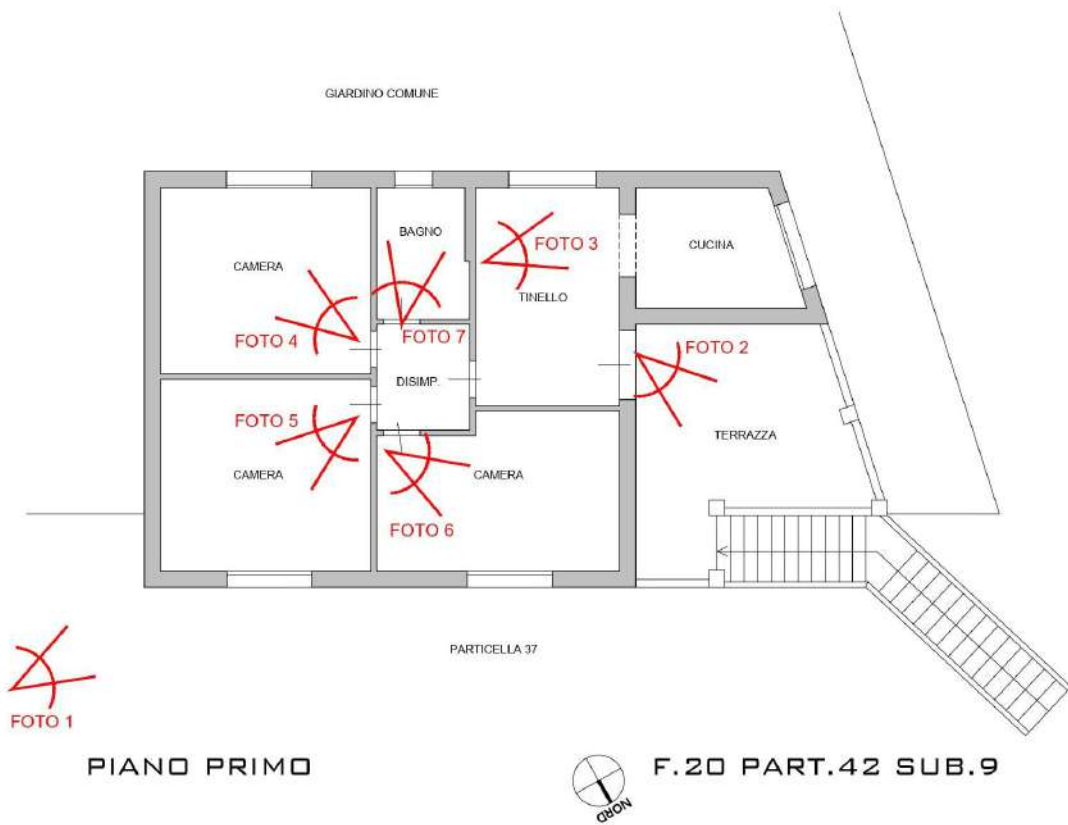 GIARDINO COMUNE
BAGNO
FOTO 3
CUCINA
CAMERA
TINELLO
FOTO 4
FOTO 7
FOTO 2
DISIMP.
FOTO 5
TERRAZZA
CAMERA
CAMERA
FOTO 6
PARTICELLA 37
FOTO 1
PIANO PRIMO
F.20 PART.42 SUB.9
NORD